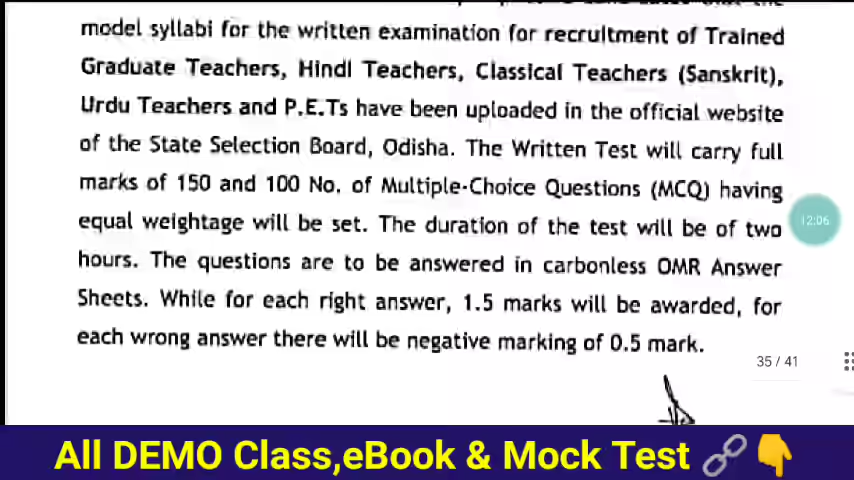 model syllabi for the written examination for recruitment of Trained
Graduate Teachers, Hindi Teachers, Classical Teachers (Sanskrit),
Urdu Teachers and P.E.Ts have been uploaded in the official website
of the State Selection Board, Odisha. The Written Test will carry full
marks of 150 and 100 No. of Multiple-Choice Questions (MCQ) having
equal weightage will be set. The duration of the test will be of two
hours. The questions are to be answered in carbonless OMR Answer
Sheets. While for each right answer, 1.5 marks will be awarded, for
each wrong answer there will be negative marking of 0.5 mark.
12:06
35 / 41
All DEMO Class,eBook & Mock Test 🔗👇